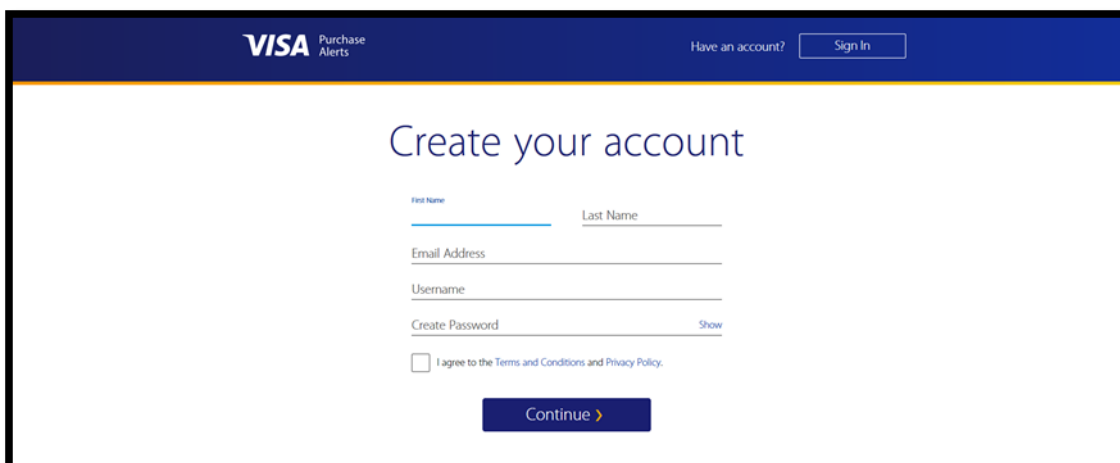 VISA Purchase Alerts
Have an account? Sign In
Create your account
First Name
Last Name
Email Address
Username
Create Password Show
I agree to the Terms and Conditions and Privacy Policy.
Continue ›